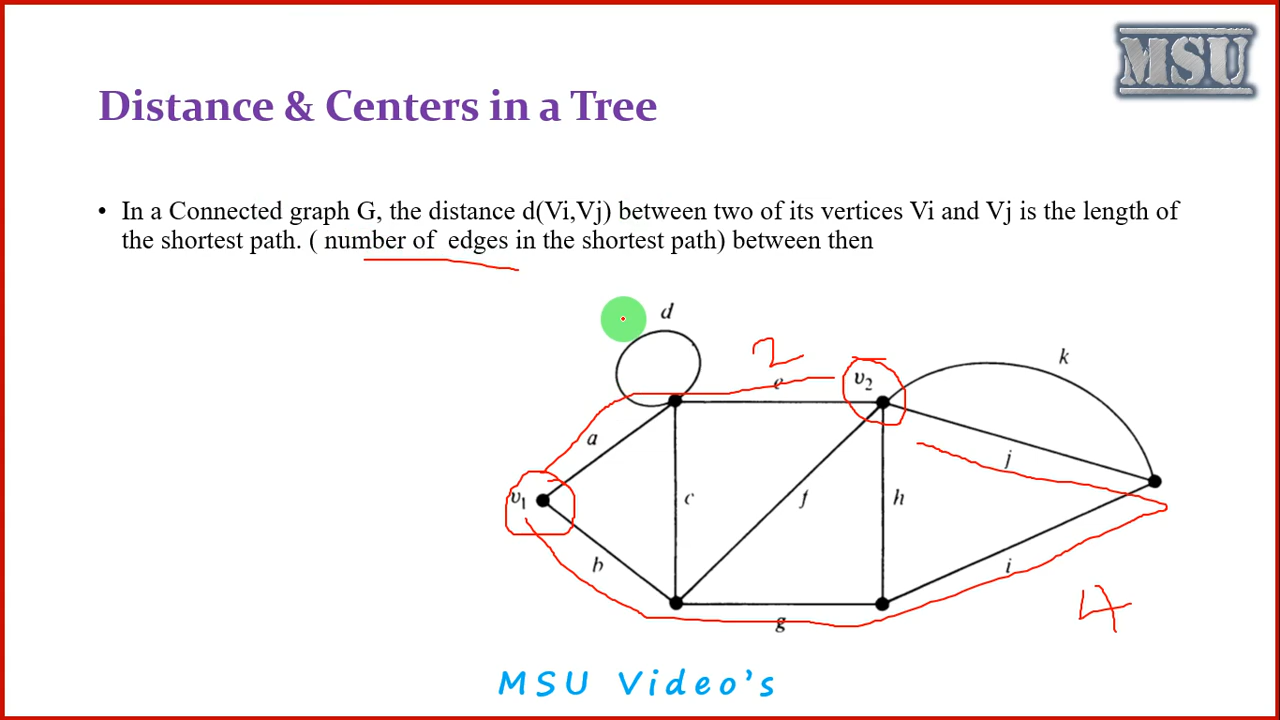 MSU
Distance & Centers in a Tree
• In a Connected graph G, the distance d(Vi,Vj) between two of its vertices Vi and Vj is the length of
the shortest path. ( number of edges in the shortest path) between then
d
2
k
e
υ2
a
j
υ1
c
f
h
b
i
4
g
MSU Video's